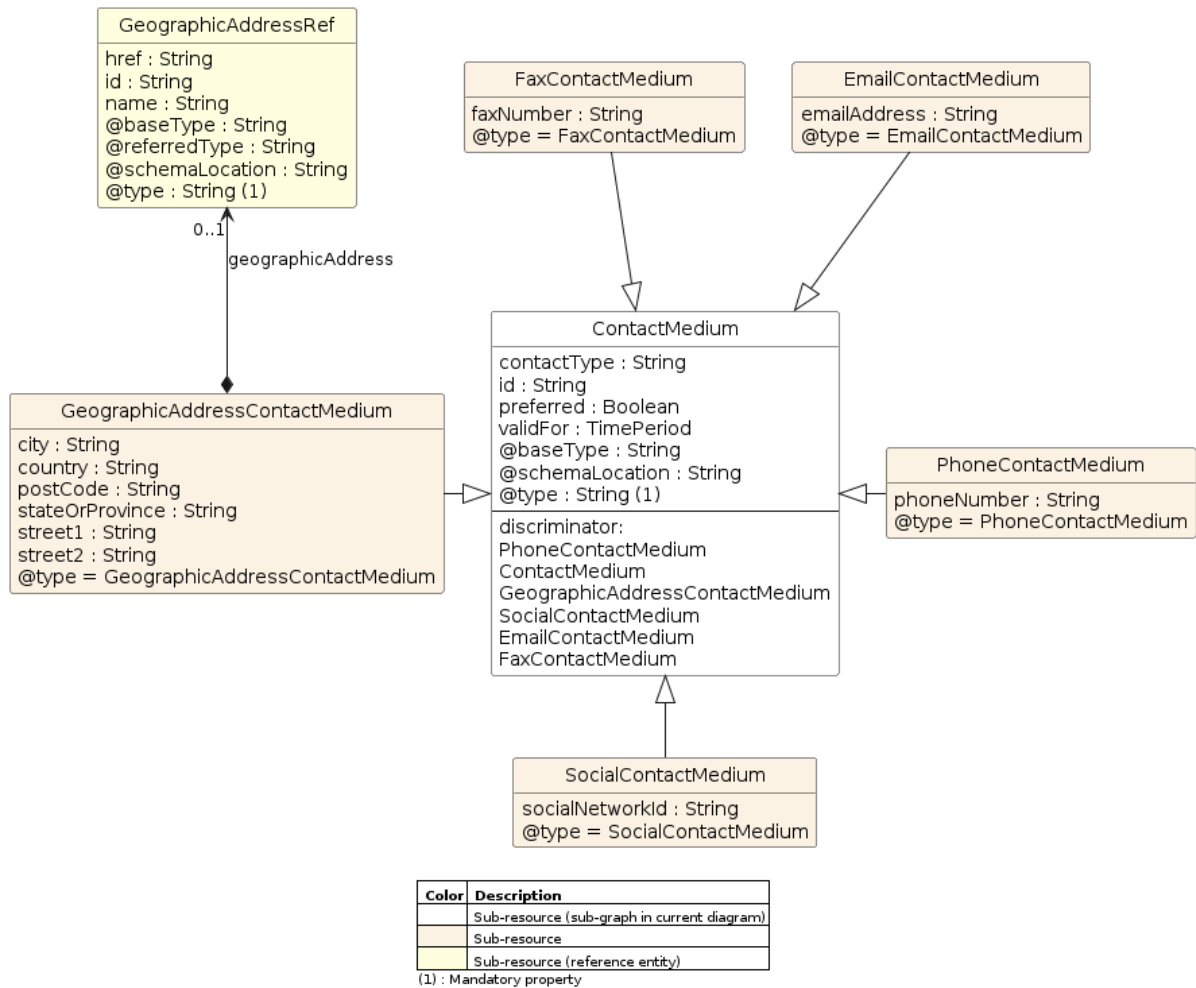 GeographicAddressRef
href : String
id : String
name : String
@baseType : String
@referredType : String
@schemaLocation : String
@type : String (1)
FaxContactMedium
faxNumber : String
@type = FaxContactMedium
EmailContactMedium
emailAddress : String
@type = EmailContactMedium
0..1
geographicAddress
GeographicAddressContactMedium
city : String
country : String
postCode : String
stateOrProvince : String
street1 : String
street2 : String
@type = GeographicAddressContactMedium
ContactMedium
contactType : String
id : String
preferred : Boolean
validFor : TimePeriod
@baseType : String
@schemaLocation : String
@type : String (1)
discriminator:
PhoneContactMedium
ContactMedium
GeographicAddressContactMedium
SocialContactMedium
EmailContactMedium
FaxContactMedium
PhoneContactMedium
phoneNumber : String
@type = PhoneContactMedium
SocialContactMedium
socialNetworkId : String
@type = SocialContactMedium
Color Description
Sub-resource (sub-graph in current diagram)
Sub-resource
Sub-resource (reference entity)
(1) : Mandatory property